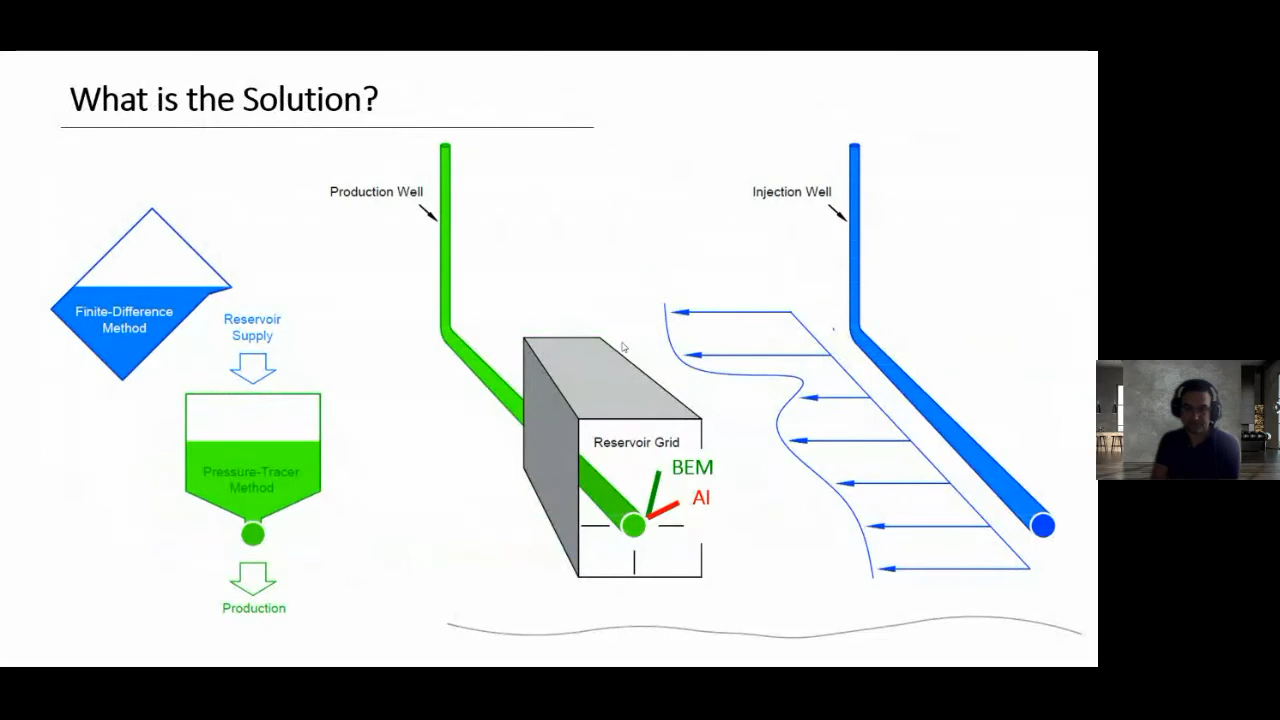 What is the Solution?
Production Well
Injection Well
Finite-Difference
Method
Reservoir
Supply
Pressure-Tracer
Method
Production
Reservoir Grid
BEM
AI